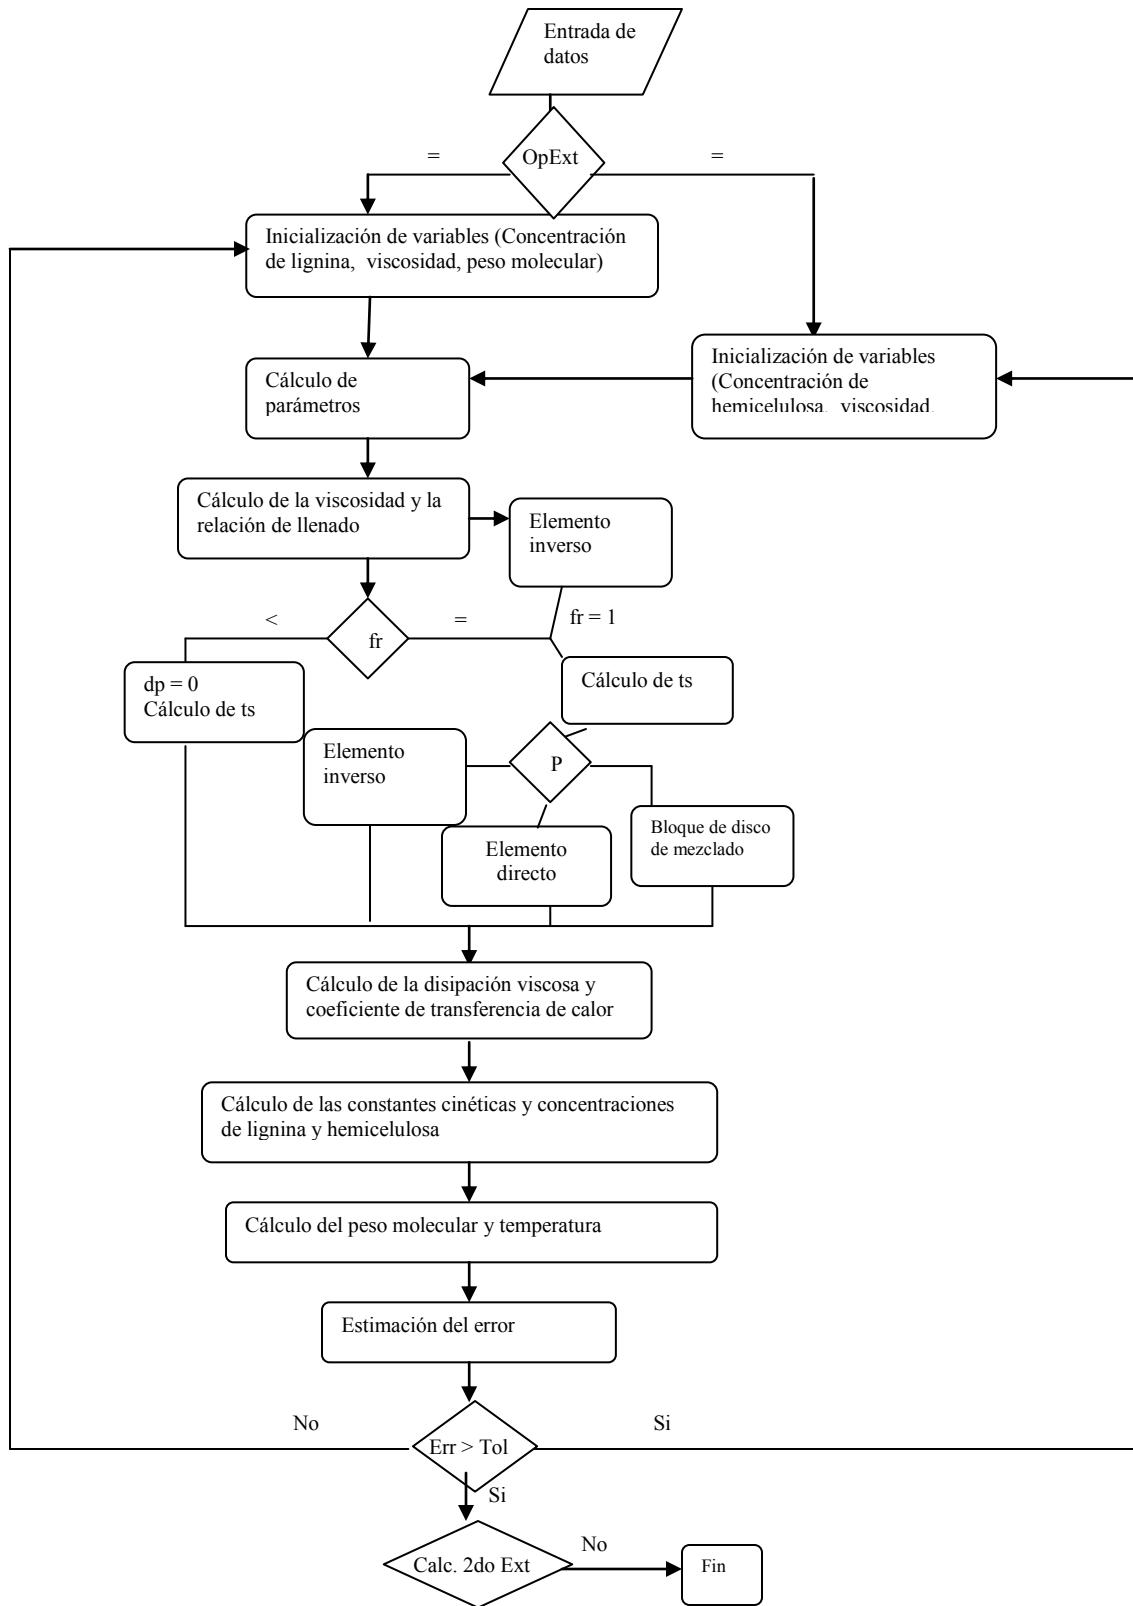 Entrada de
datos
OpExt
=
=
Inicialización de variables (Concentración
de lignina, viscosidad, peso molecular)
Inicialización de variables
(Concentración de
hemicelulosa, viscosidad,
Cálculo de
parámetros
Cálculo de la viscosidad y la
relación de llenado
Elemento
inverso
<
fr
=
fr = 1
dp = 0
Cálculo de ts
Cálculo de ts
Elemento
inverso
P
Elemento
directo
Bloque de disco
de mezclado
Cálculo de la disipación viscosa y
coeficiente de transferencia de calor
Cálculo de las constantes cinéticas y concentraciones
de lignina y hemicelulosa
Cálculo del peso molecular y temperatura
Estimación del error
No
Err > Tol
Si
Si
Calc. 2do Ext
No
Fin